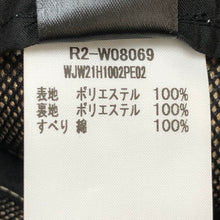 R2-W08069
WJW21H1002PE02
表地 ポリエステル 100%
裏地 ポリエステル 100%
すべり 綿 100%